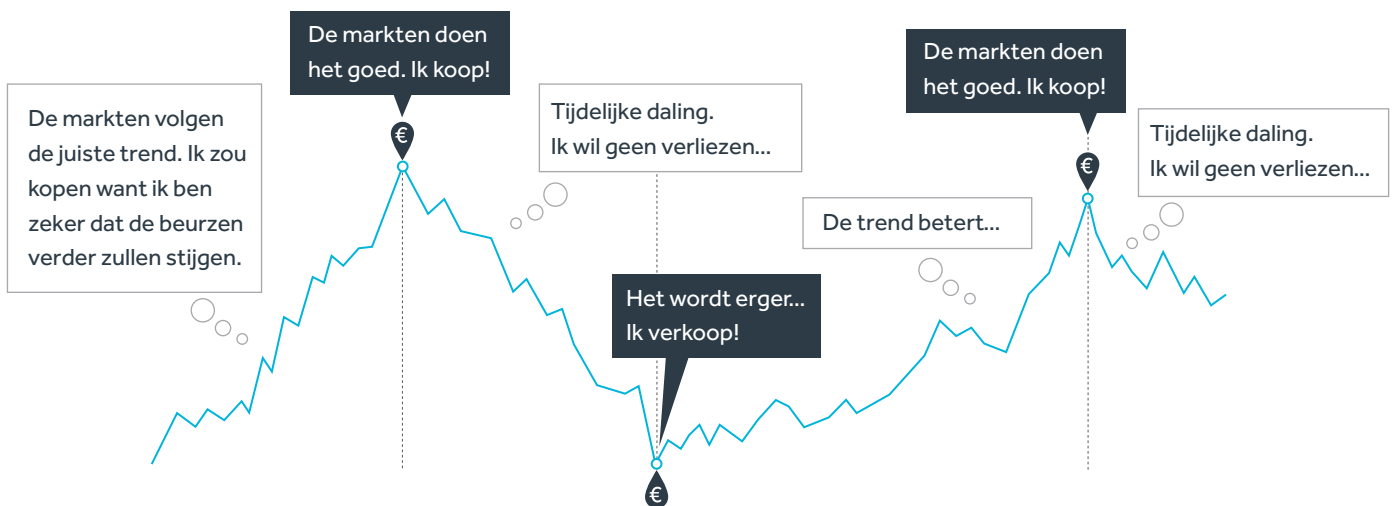 De markten volgen
de juiste trend. Ik zou
kopen want ik ben
zeker dat de beurzen
verder zullen stijgen.
De markten doen
het goed. Ik koop!
€
Tijdelijke daling.
Ik wil geen verliezen...
Het wordt erger...
Ik verkoop!
€
De trend betert...
De markten doen
het goed. Ik koop!
€
Tijdelijke daling.
Ik wil geen verliezen...